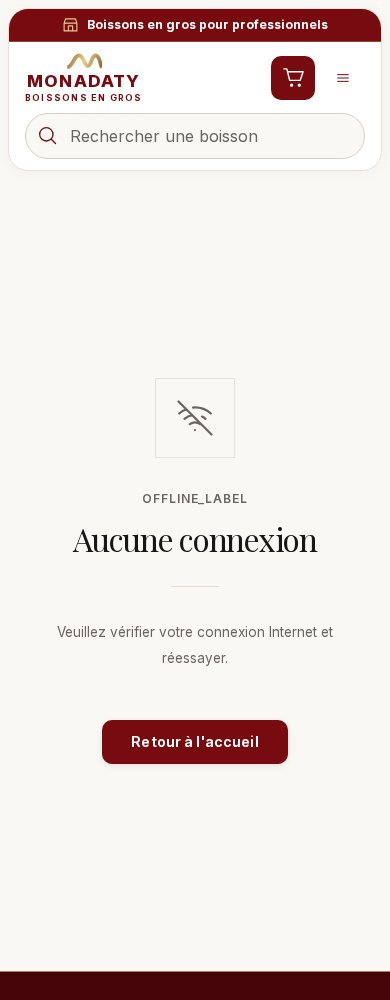 Boissons en gros pour professionnels
MONADATY
BOISSONS EN GROS
Rechercher une boisson
OFFLINE_LABEL
Aucune connexion
Veuillez vérifier votre connexion Internet et
réessayer.
Retour à l'accueil